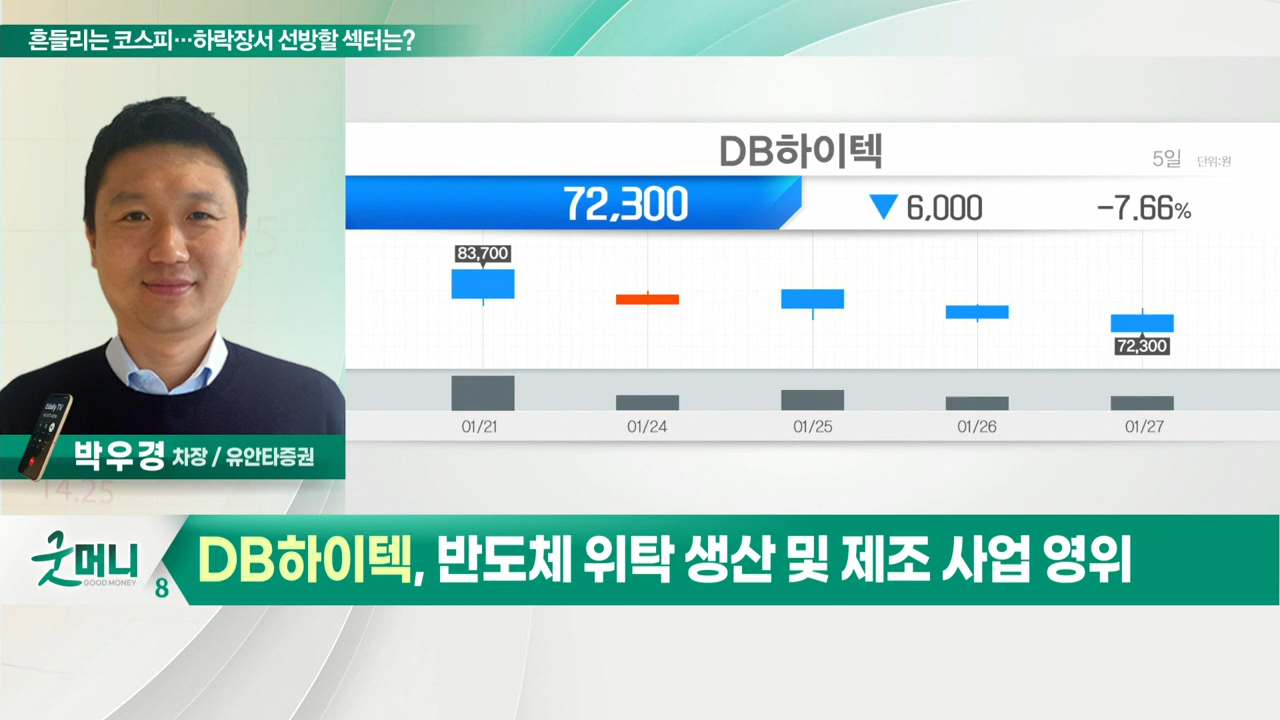 흔들리는 코스피…하락장서 선방할 섹터는?
DB하이텍
5일 단위:원
72,300 ▼ 6,000 -7.66%
83,700
72,300
01/21 01/24 01/25 01/26 01/27
Edaily TV
박우경 차장 / 유안타증권
14.25
굿머니
GOOD MONEY
8
DB하이텍, 반도체 위탁 생산 및 제조 사업 영위